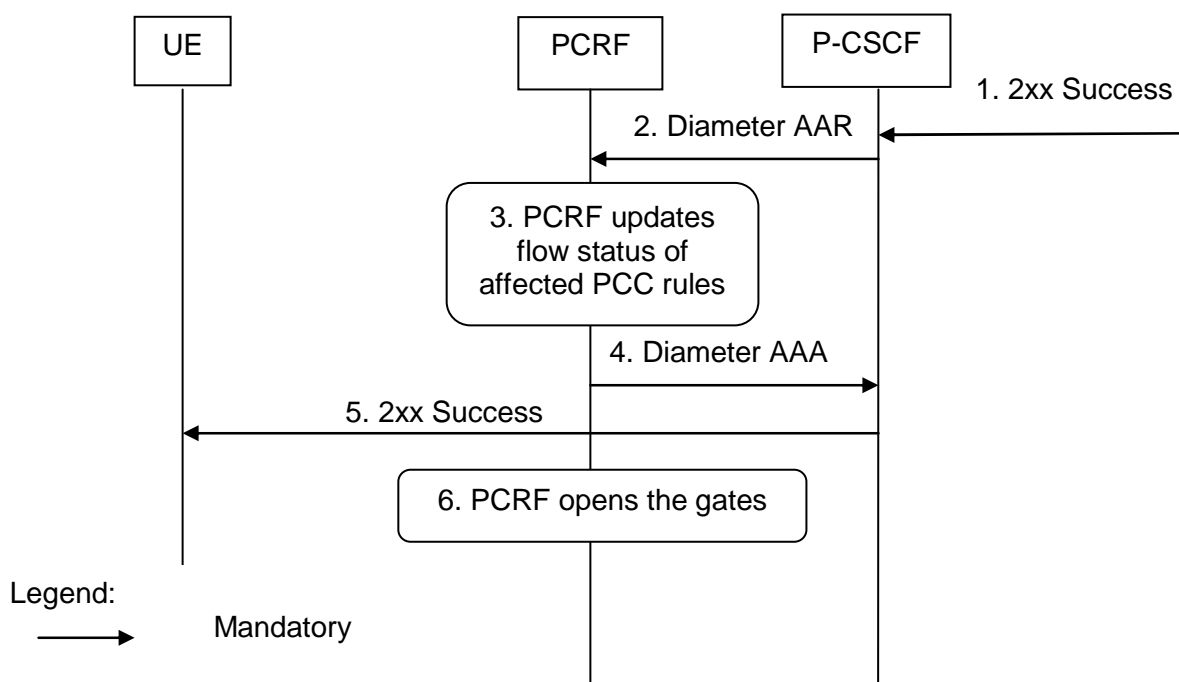 UE
PCRF
P-CSCF
1. 2xx Success
2. Diameter AAR
3. PCRF updates
flow status of
affected PCC rules
4. Diameter AAA
5. 2xx Success
6. PCRF opens the gates
Legend:
Mandatory